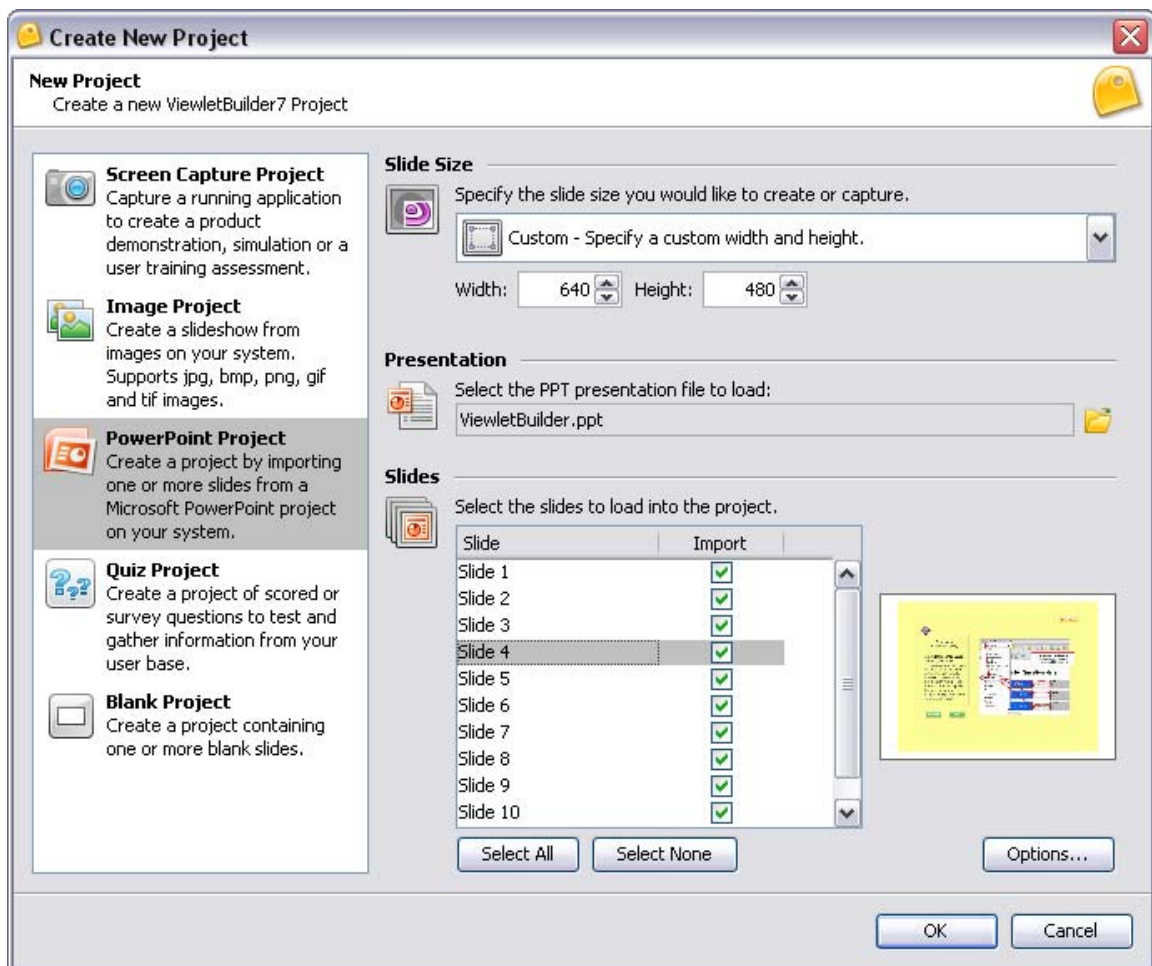 Create New Project
New Project
Create a new ViewletBuilder7 Project
Screen Capture Project
Capture a running application
to create a product
demonstration, simulation or a
user training assessment.
Image Project
Create a slideshow from
images on your system.
Supports jpg, bmp, png, gif
and tif images.
PowerPoint Project
Create a project by importing
one or more slides from a
Microsoft PowerPoint project
on your system.
Quiz Project
Create a project of scored or
survey questions to test and
gather information from your
user base.
Blank Project
Create a project containing
one or more blank slides.
Slide Size
Specify the slide size you would like to create or capture.
Custom - Specify a custom width and height.
Width: 640 Height: 480
Presentation
Select the PPT presentation file to load:
ViewletBuilder.ppt
Slides
Select the slides to load into the project.
Slide Import
Slide 1
Slide 2
Slide 3
Slide 4
Slide 5
Slide 6
Slide 7
Slide 8
Slide 9
Slide 10
Select All Select None Options...
OK Cancel